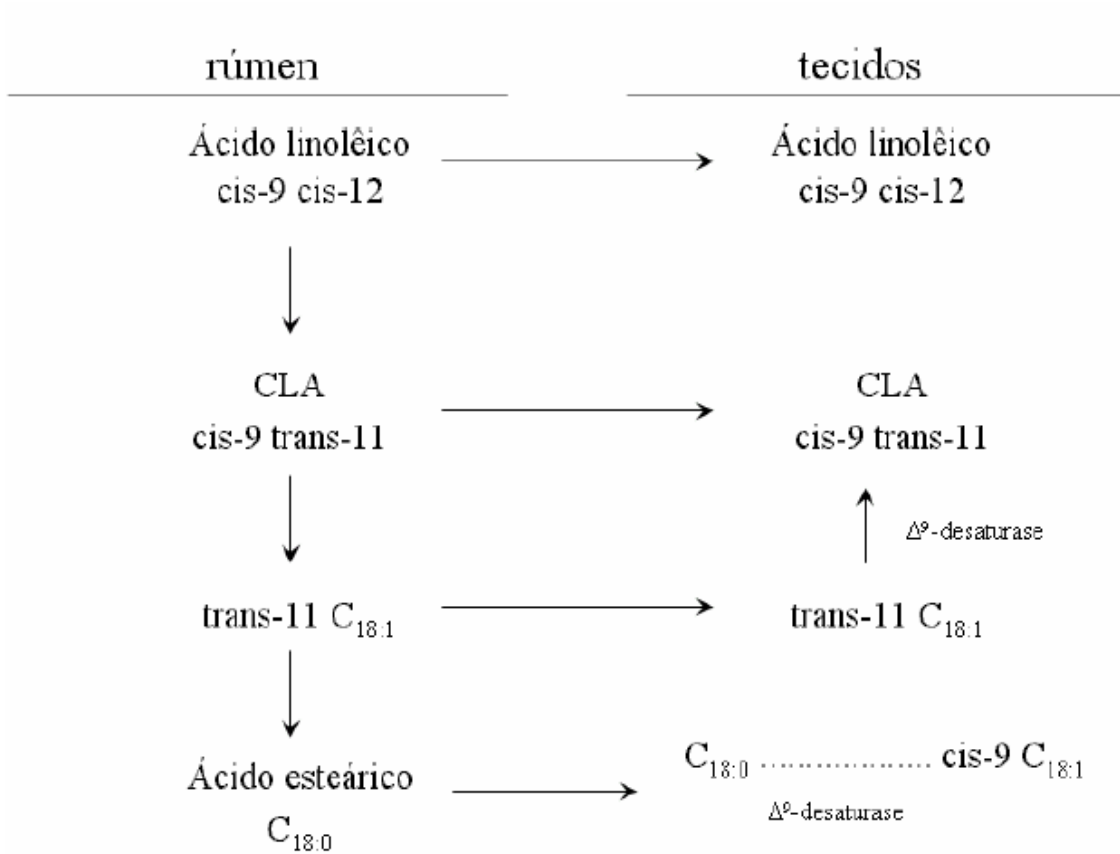 rúmen
tecidos
Ácido linolêico
cis-9 cis-12
Ácido linolêico
cis-9 cis-12
CLA
cis-9 trans-11
CLA
cis-9 trans-11
Δ⁹-desaturase
trans-11 C₁₈:₁
trans-11 C₁₈:₁
Ácido esteárico
C₁₈:₀
C₁₈:₀ .................. cis-9 C₁₈:₁
Δ⁹-desaturase